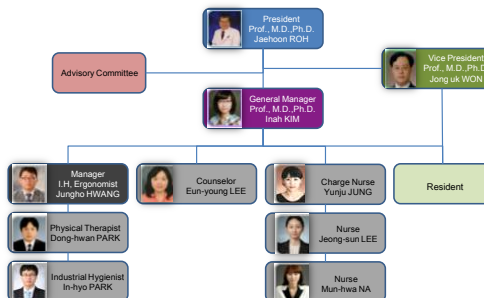 President
Prof., M.D.,Ph.D.
Jaehoon ROH
Advisory Committee
Vice President
Prof., M.D.,Ph.D
Jong uk WON
General Manager
Prof., M.D.,Ph.D.
Inah KIM
Manager
I.H, Ergonomist
Jungho HWANG
Counselor
Eun-young LEE
Charge Nurse
Yunju JUNG
Resident
Physical Therapist
Dong-hwan PARK
Nurse
Jeong-sun LEE
Industrial Hygienist
In-hyo PARK
Nurse
Mun-hwa NA